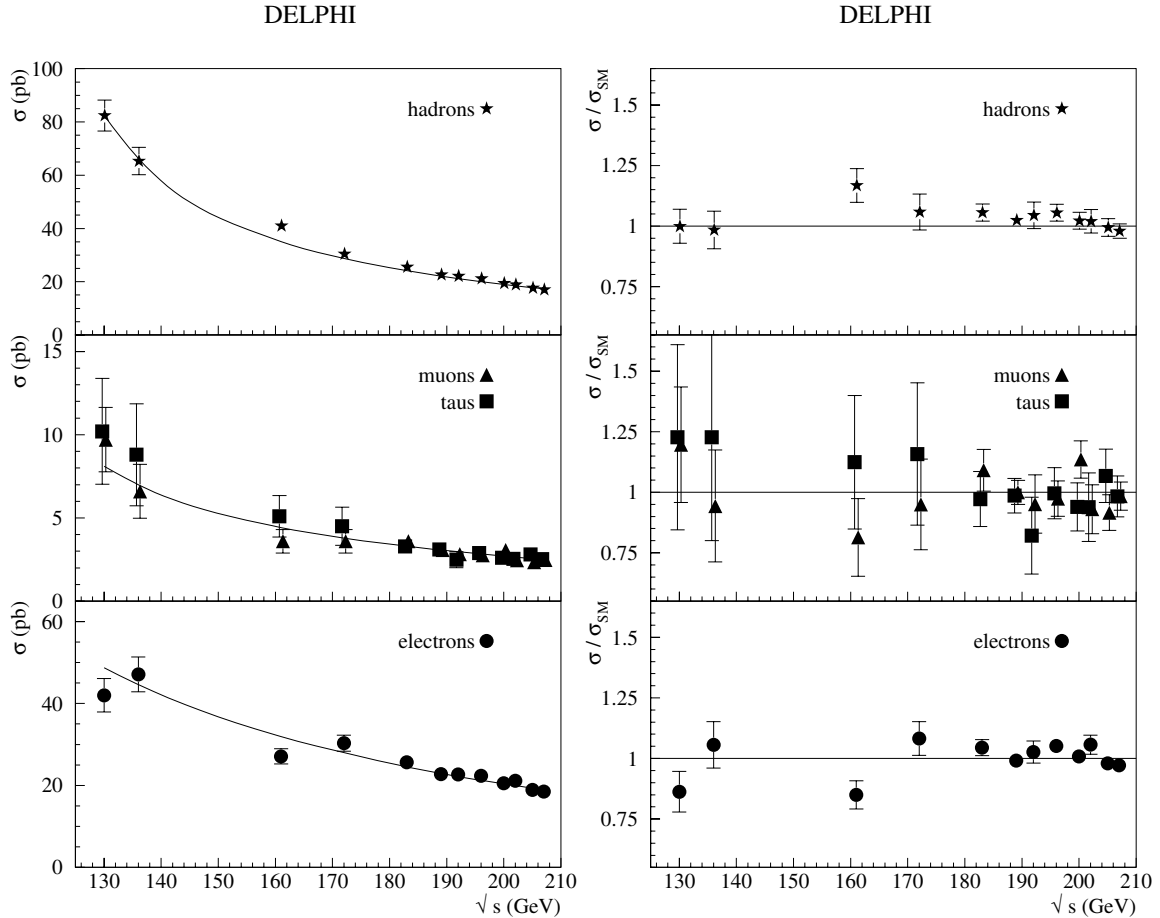 DELPHI
DELPHI
σ (pb)
100
80
60
40
20
0
hadrons
σ / σSM
1.5
1.25
1
0.75
hadrons
σ (pb)
15
10
5
0
muons
taus
σ / σSM
1.5
1.25
1
0.75
muons
taus
σ (pb)
60
40
20
0
electrons
130 140 150 160 170 180 190 200 210
√ s (GeV)
σ / σSM
1.5
1.25
1
0.75
electrons
130 140 150 160 170 180 190 200 210
√ s (GeV)